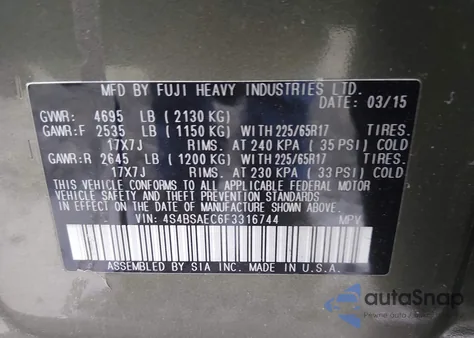 MFD BY FUJI HEAVY INDUSTRIES LTD.
DATE: 03/15
GVWR: 4695 LB (2130 KG)
GAWR:F 2535 LB (1150 KG) WITH 225/65R17 TIRES.
17X7J RIMS. AT 240 KPA ( 35 PSI) COLD
GAWR:R 2645 LB (1200 KG) WITH 225/65R17 TIRES.
17X7J RIMS. AT 230 KPA ( 33 PSI) COLD
THIS VEHICLE CONFORMS TO ALL APPLICABLE FEDERAL MOTOR
VEHICLE SAFETY, BUMPER, AND THEFT PREVENTION STANDARDS
IN EFFECT ON THE DATE OF MANUFACTURE SHOWN ABOVE.
VIN: 4S4BSAEC6F3316744 MPV
ASSEMBLED BY SIA INC. MADE IN U.S.A.
autoSnap
Pewne auto z